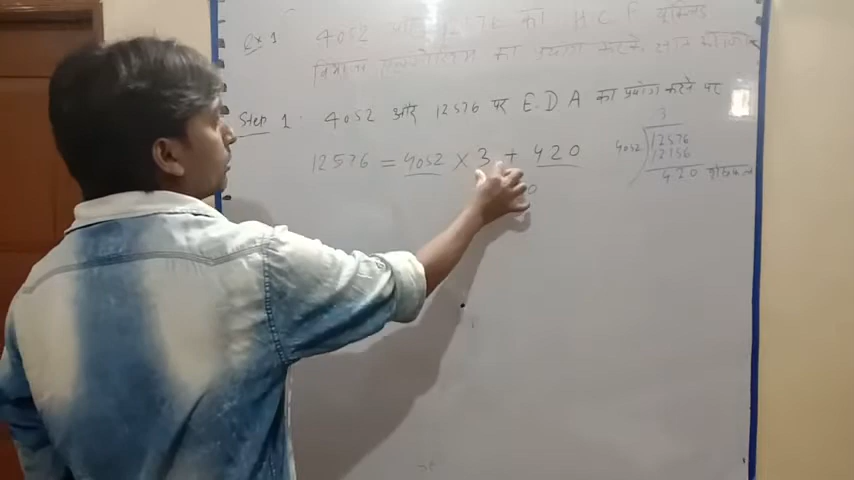 Ex 1 4052 और 12576 का H C F यूक्लिड
विभाजन एल्गोरिथ्म का प्रयोग करके ज्ञात कीजिए
Step 1 : 4052 और 12576 पर E.D A का प्रयोग करने पर
12576 = 4052 × 3 + 420
0
3
4052 ) 12576
12156
420 शेषफल